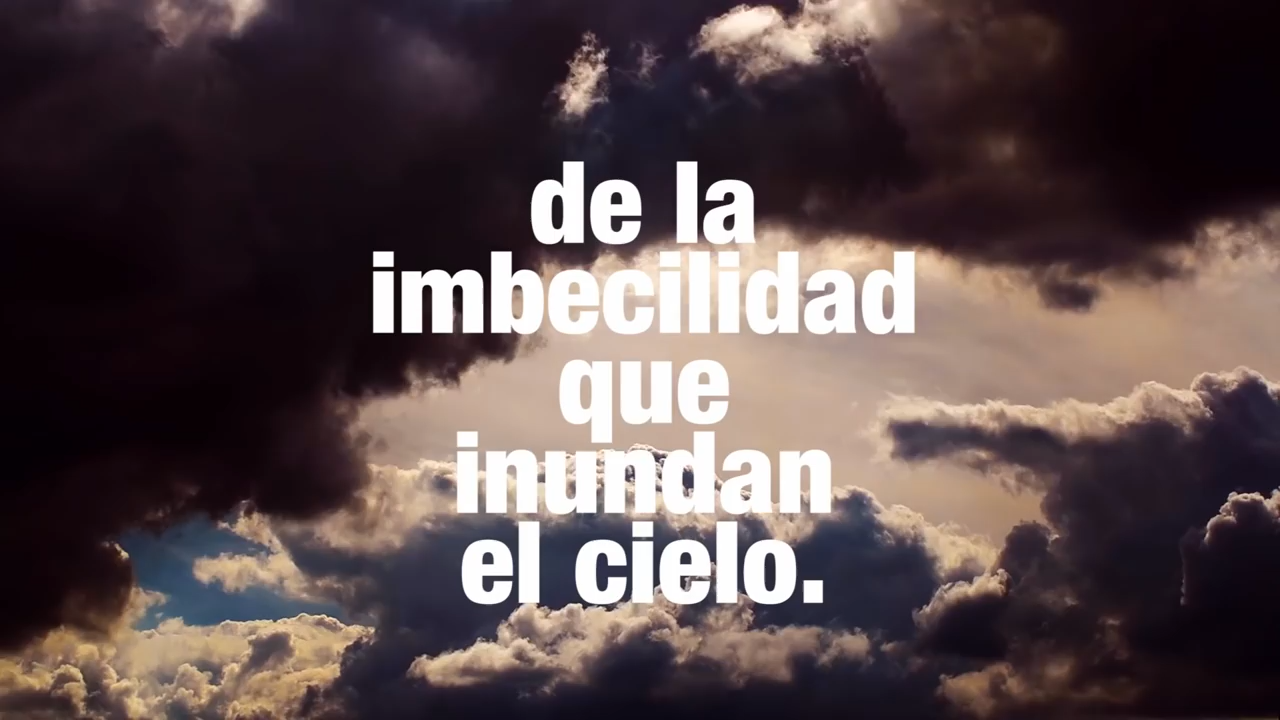 de la
imbecilidad
que
inundan
el cielo.